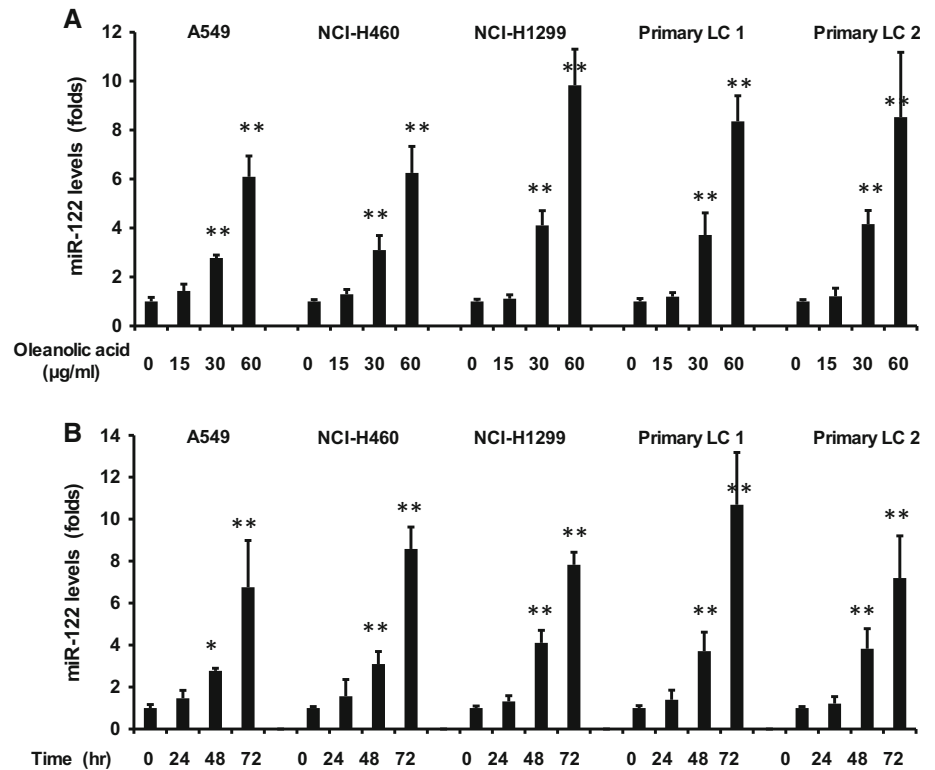 A
A549 NCI-H460 NCI-H1299 Primary LC 1 Primary LC 2
miR-122 levels (folds)
12
10
8
6
4
2
0
** ** ** ** ** ** ** ** ** **
Oleanolic acid
(µg/ml)
0 15 30 60 0 15 30 60 0 15 30 60 0 15 30 60 0 15 30 60
B
A549 NCI-H460 NCI-H1299 Primary LC 1 Primary LC 2
miR-122 levels (folds)
14
12
10
8
6
4
2
0
* ** ** ** ** ** ** ** ** **
Time (hr) 0 24 48 72 0 24 48 72 0 24 48 72 0 24 48 72 0 24 48 72